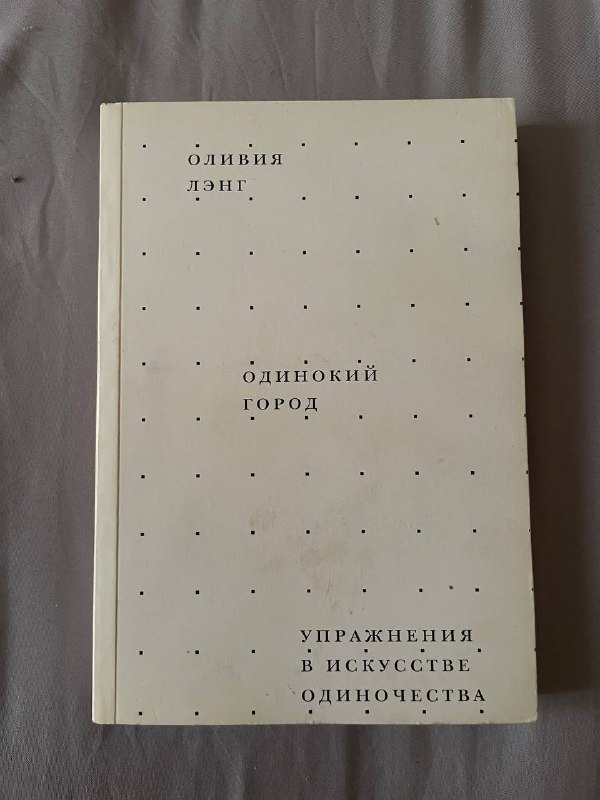 ОЛИВИЯ
ЛЭНГ
ОДИНОКИЙ
ГОРОД
УПРАЖНЕНИЯ
В ИСКУССТВЕ
ОДИНОЧЕСТВА